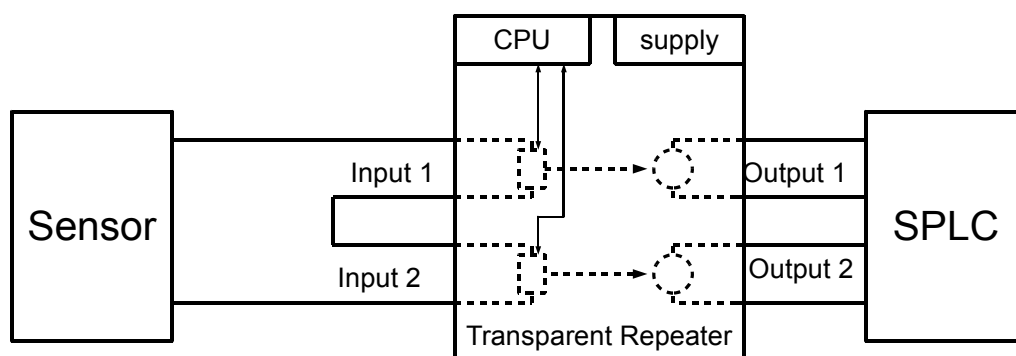 CPU
supply
Input 1
Output 1
Sensor
SPLC
Input 2
Output 2
Transparent Repeater